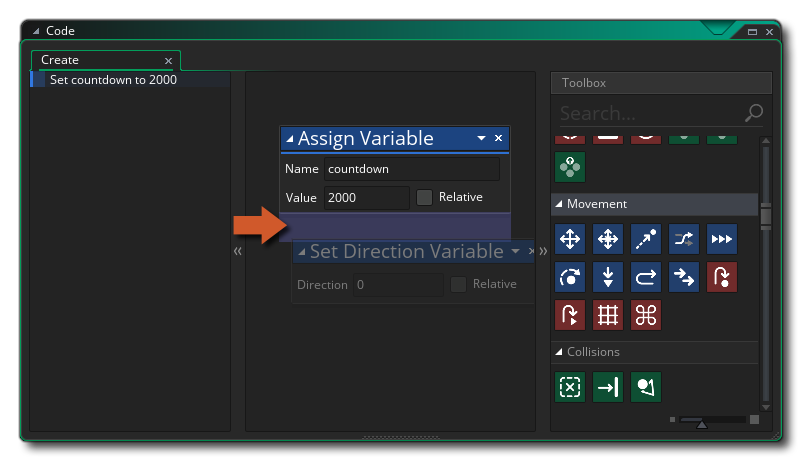 Code
Create
Set countdown to 2000
Assign Variable
Name countdown
Value 2000 Relative
Set Direction Variable
Direction 0 Relative
Toolbox
Search...
Movement
Collisions